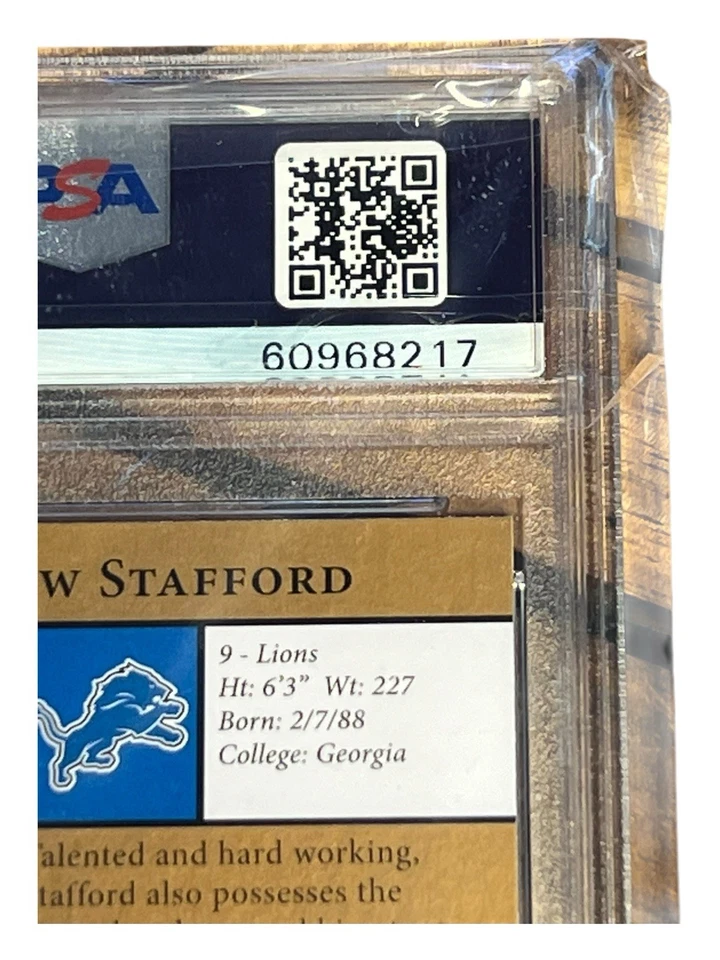 PSA
60968217
W STAFFORD
9 - Lions
Ht: 6'3" Wt: 227
Born: 2/7/88
College: Georgia
alented and hard working,
tafford also possesses the